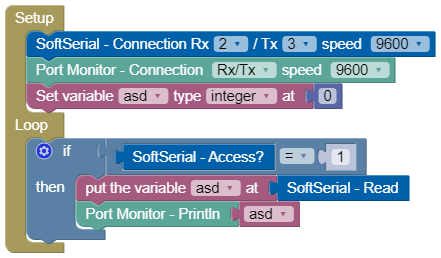 Setup
SoftSerial - Connection Rx 2 / Tx 3 speed 9600
Port Monitor - Connection Rx/Tx speed 9600
Set variable asd type integer at 0
Loop
if SoftSerial - Access? = 1
then put the variable asd at SoftSerial - Read
Port Monitor - Println asd